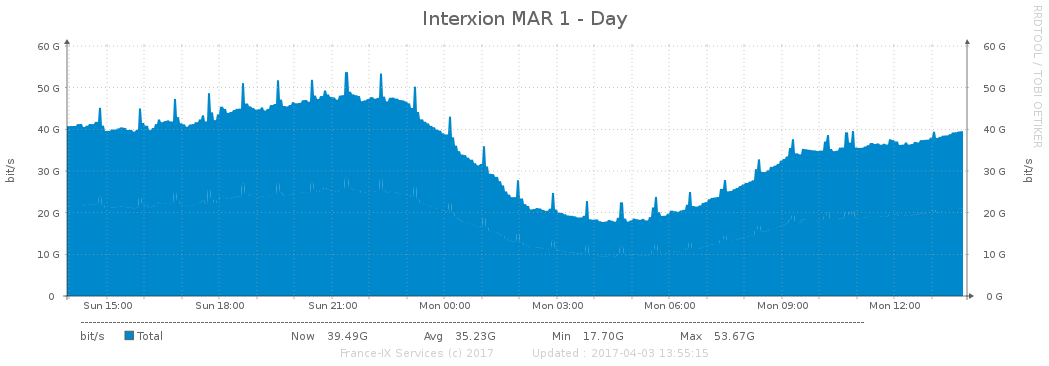 Interxion MAR 1 - Day
RRDTOOL / TOBI OETIKER
bit/s
60 G 60 G
50 G 50 G
40 G 40 G
30 G 30 G
20 G 20 G
10 G 10 G
0 0 G
bit/s
Sun 15:00 Sun 18:00 Sun 21:00 Mon 00:00 Mon 03:00 Mon 06:00 Mon 09:00 Mon 12:00
bit/s Total Now 39.49G Avg 35.23G Min 17.70G Max 53.67G
France-IX Services (c) 2017 Updated : 2017-04-03 13:55:15